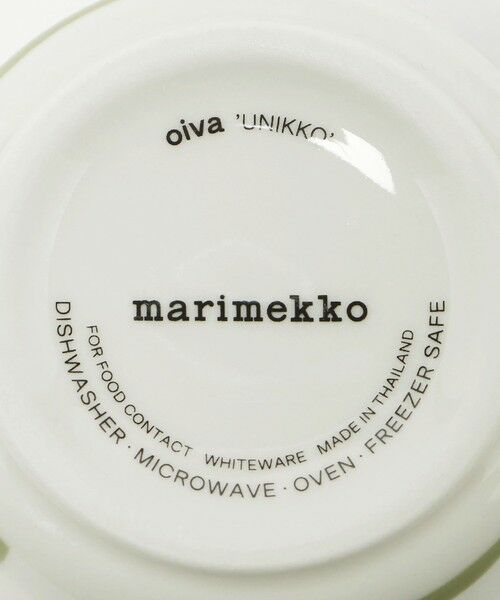 oiva 'UNIKKO'
marimekko
FOR FOOD CONTACT WHITEWARE MADE IN THAILAND
DISHWASHER · MICROWAVE · OVEN · FREEZER SAFE